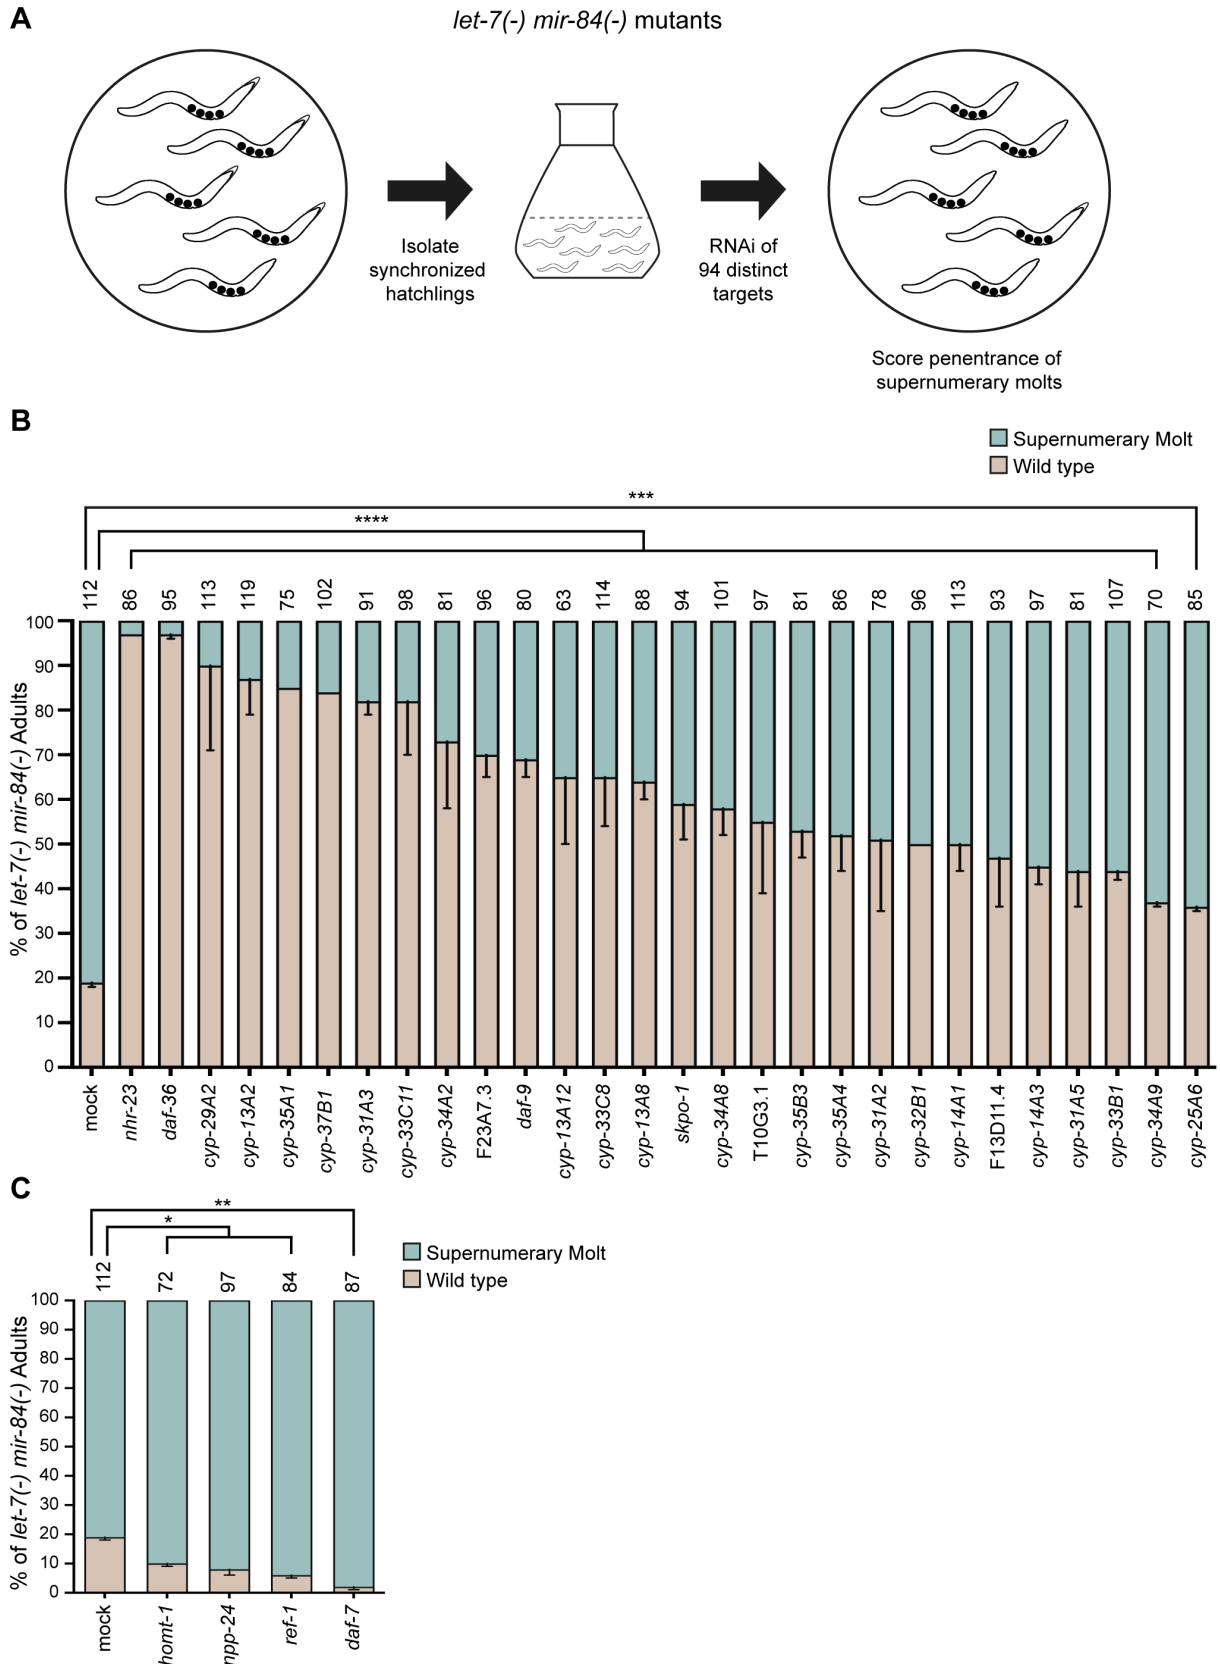 A
let-7(-) mir-84(-) mutants
Isolate
synchronized
hatchlings
RNAi of
94 distinct
targets
Score penentrance of
supernumerary molts
B
Supernumerary Molt
Wild type
***
****
112 86 95 113 119 75 102 91 98 81 96 80 63 114 88 94 101 97 81 86 78 96 113 93 97 81 107 70 85
% of let-7(-) mir-84(-) Adults
100
90
80
70
60
50
40
30
20
10
0
mock nhr-23 daf-36 cyp-29A2 cyp-13A2 cyp-35A1 cyp-37B1 cyp-31A3 cyp-33C11 cyp-34A2 F23A7.3 daf-9 cyp-13A12 cyp-33C8 cyp-13A8 skpo-1 cyp-34A8 T10G3.1 cyp-35B3 cyp-35A4 cyp-31A2 cyp-32B1 cyp-14A1 F13D11.4 cyp-14A3 cyp-31A5 cyp-33B1 cyp-34A9 cyp-25A6
C
**
*
Supernumerary Molt
Wild type
112 72 97 84 87
% of let-7(-) mir-84(-) Adults
100
90
80
70
60
50
40
30
20
10
0
mock homt-1 npp-24 ref-1 daf-7